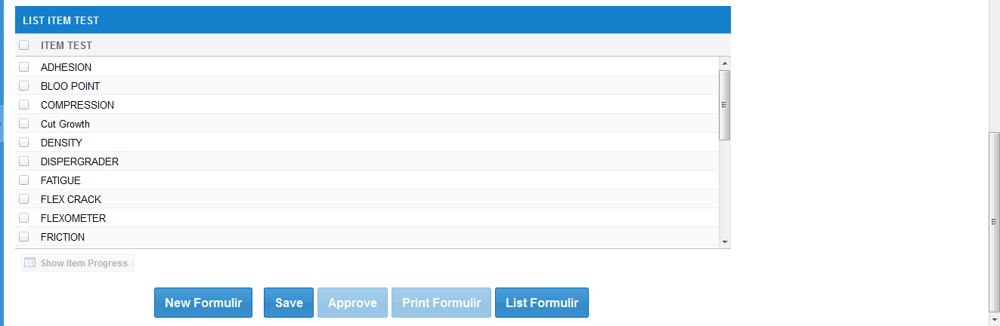 LIST ITEM TEST
ITEM TEST
ADHESION
BLOO POINT
COMPRESSION
Cut Growth
DENSITY
DISPERGRADER
FATIGUE
FLEX CRACK
FLEXOMETER
FRICTION
Show Item Progress
New Formulir Save Approve Print Formulir List Formulir